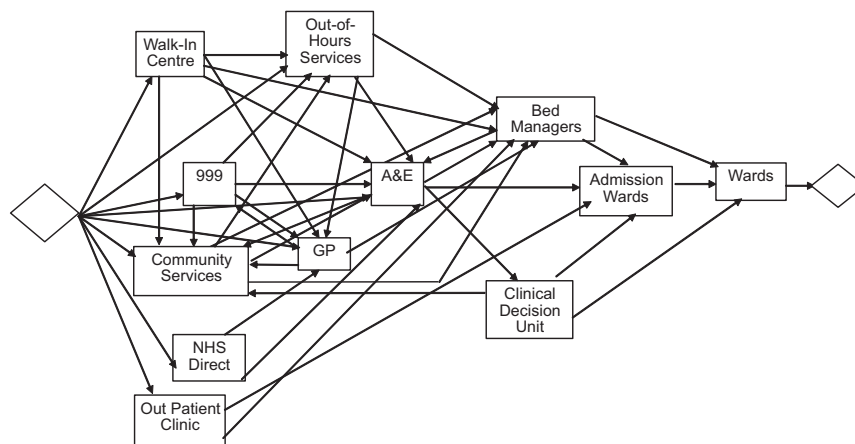 Walk-In
Centre
Out-of-
Hours
Services
Bed
Managers
999
A&E
Admission
Wards
Wards
Community
Services
GP
Clinical
Decision
Unit
NHS
Direct
Out Patient
Clinic